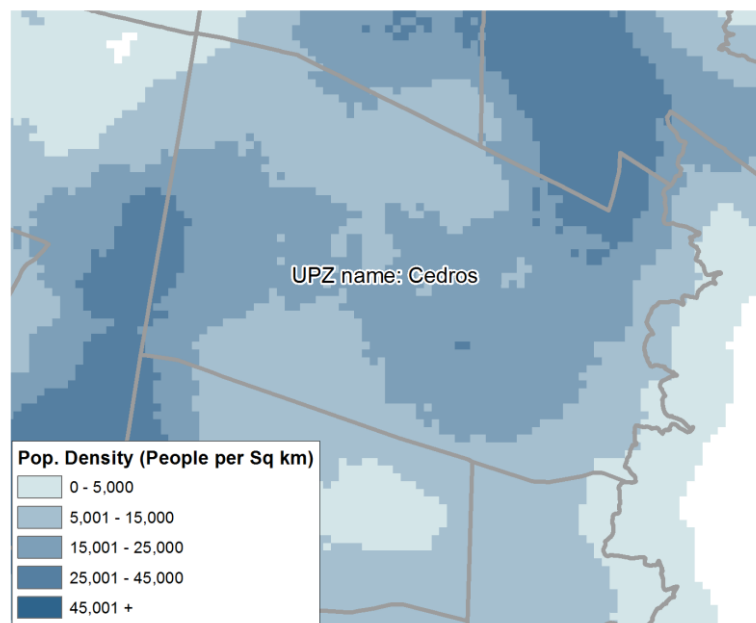 UPZ name: Cedros
Pop. Density (People per Sq km)
0 - 5,000
5,001 - 15,000
15,001 - 25,000
25,001 - 45,000
45,001 +